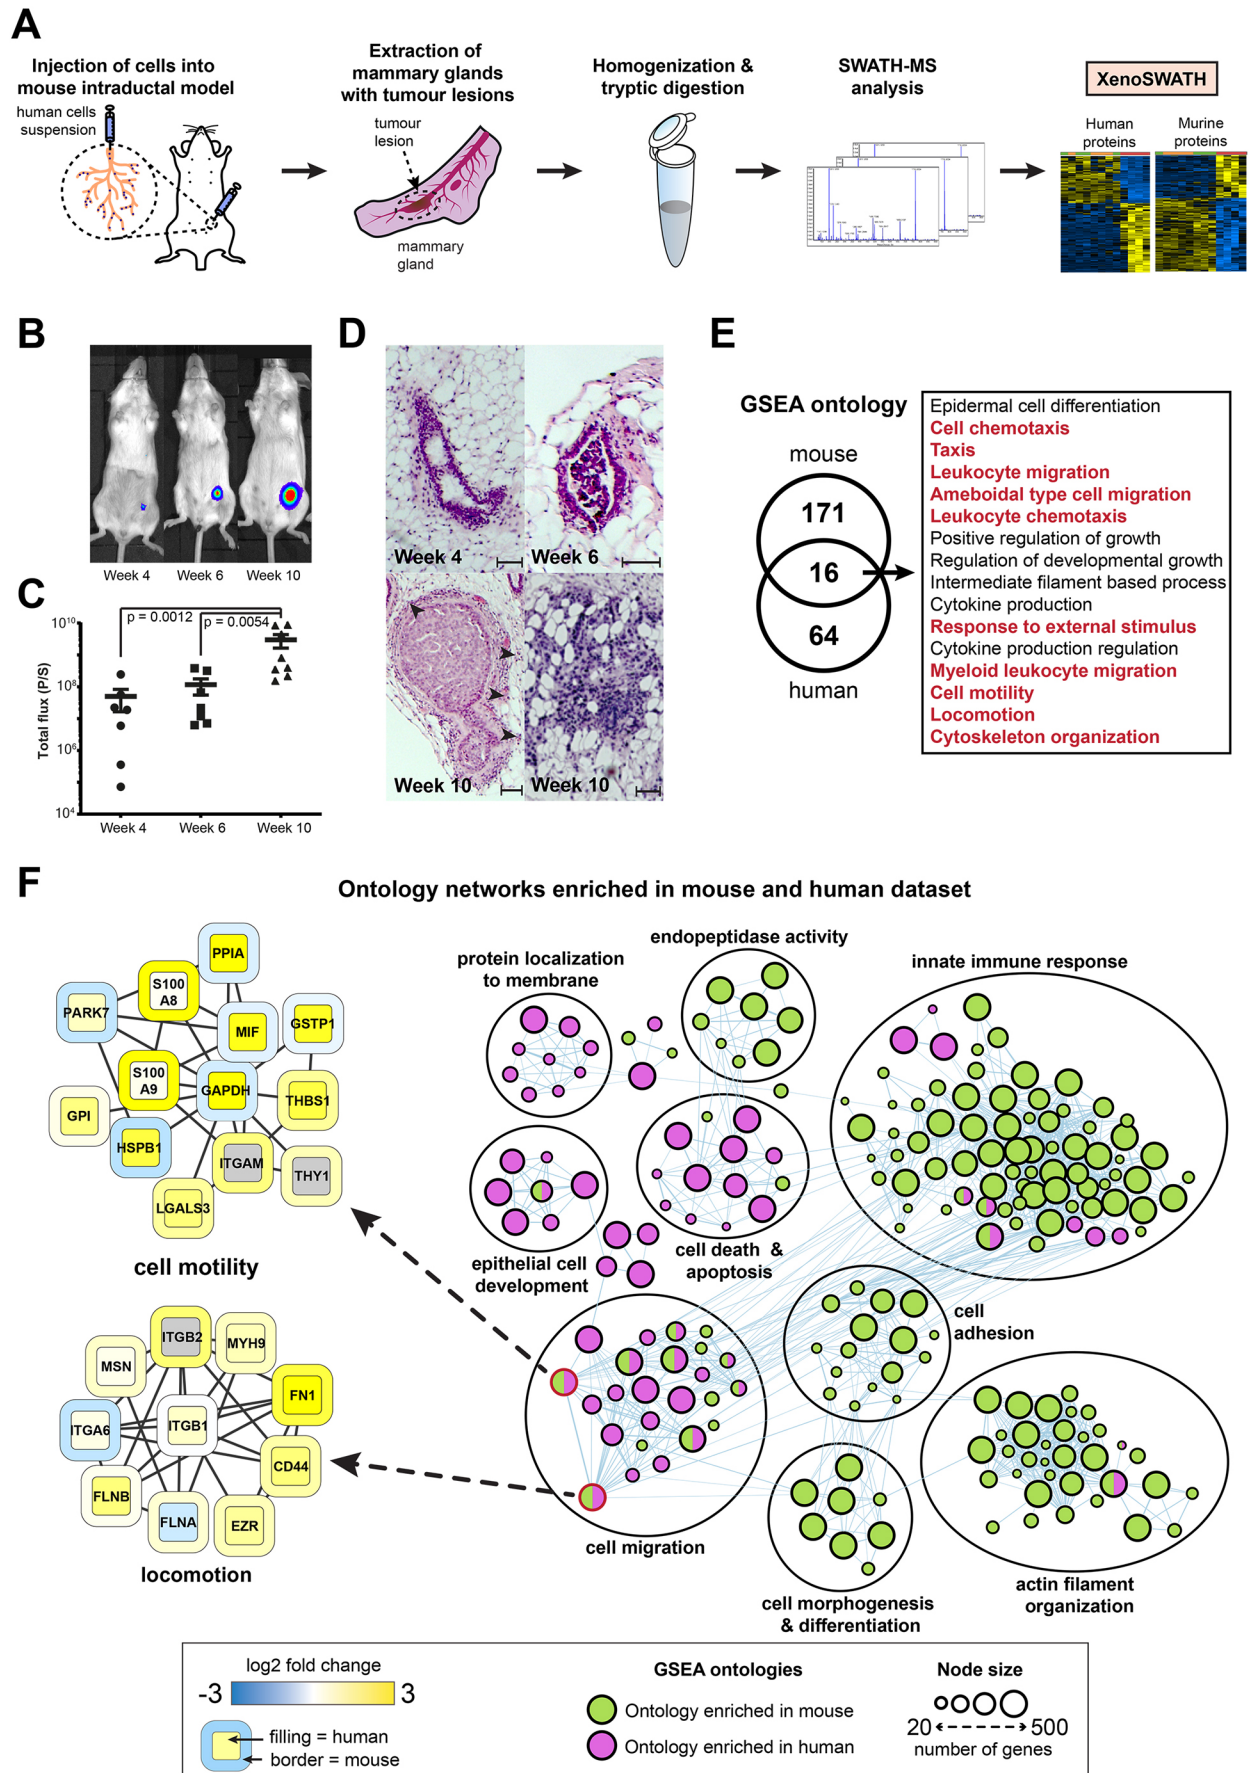 A
Injection of cells into
mouse intraductal model
human cells
suspension
Extraction of
mammary glands
with tumour lesions
tumour
lesion
mammary
gland
Homogenization &
tryptic digestion
SWATH-MS
analysis
XenoSWATH
Human
proteins
Murine
proteins
B
Week 4
Week 6
Week 10
C
p = 0.0012
p = 0.0054
Total flux (P/S)
10^10
10^8
10^6
10^4
Week 4
Week 6
Week 10
D
Week 4
Week 6
Week 10
Week 10
E
GSEA ontology
mouse
171
16
64
human
Epidermal cell differentiation
Cell chemotaxis
Taxis
Leukocyte migration
Ameboidal type cell migration
Leukocyte chemotaxis
Positive regulation of growth
Regulation of developmental growth
Intermediate filament based process
Cytokine production
Response to external stimulus
Cytokine production regulation
Myeloid leukocyte migration
Cell motility
Locomotion
Cytoskeleton organization
F
Ontology networks enriched in mouse and human dataset
PPIA
S100
A8
PARK7
MIF
GSTP1
S100
A9
GAPDH
THBS1
GPI
HSPB1
ITGAM
THY1
LGALS3
cell motility
ITGB2
MYH9
MSN
FN1
ITGA6
ITGB1
CD44
FLNB
FLNA
EZR
locomotion
protein localization
to membrane
endopeptidase activity
innate immune response
epithelial cell
development
cell death &
apoptosis
cell
adhesion
cell migration
cell morphogenesis
& differentiation
actin filament
organization
log2 fold change
-3
3
filling = human
border = mouse
GSEA ontologies
Ontology enriched in mouse
Ontology enriched in human
Node size
20
500
number of genes